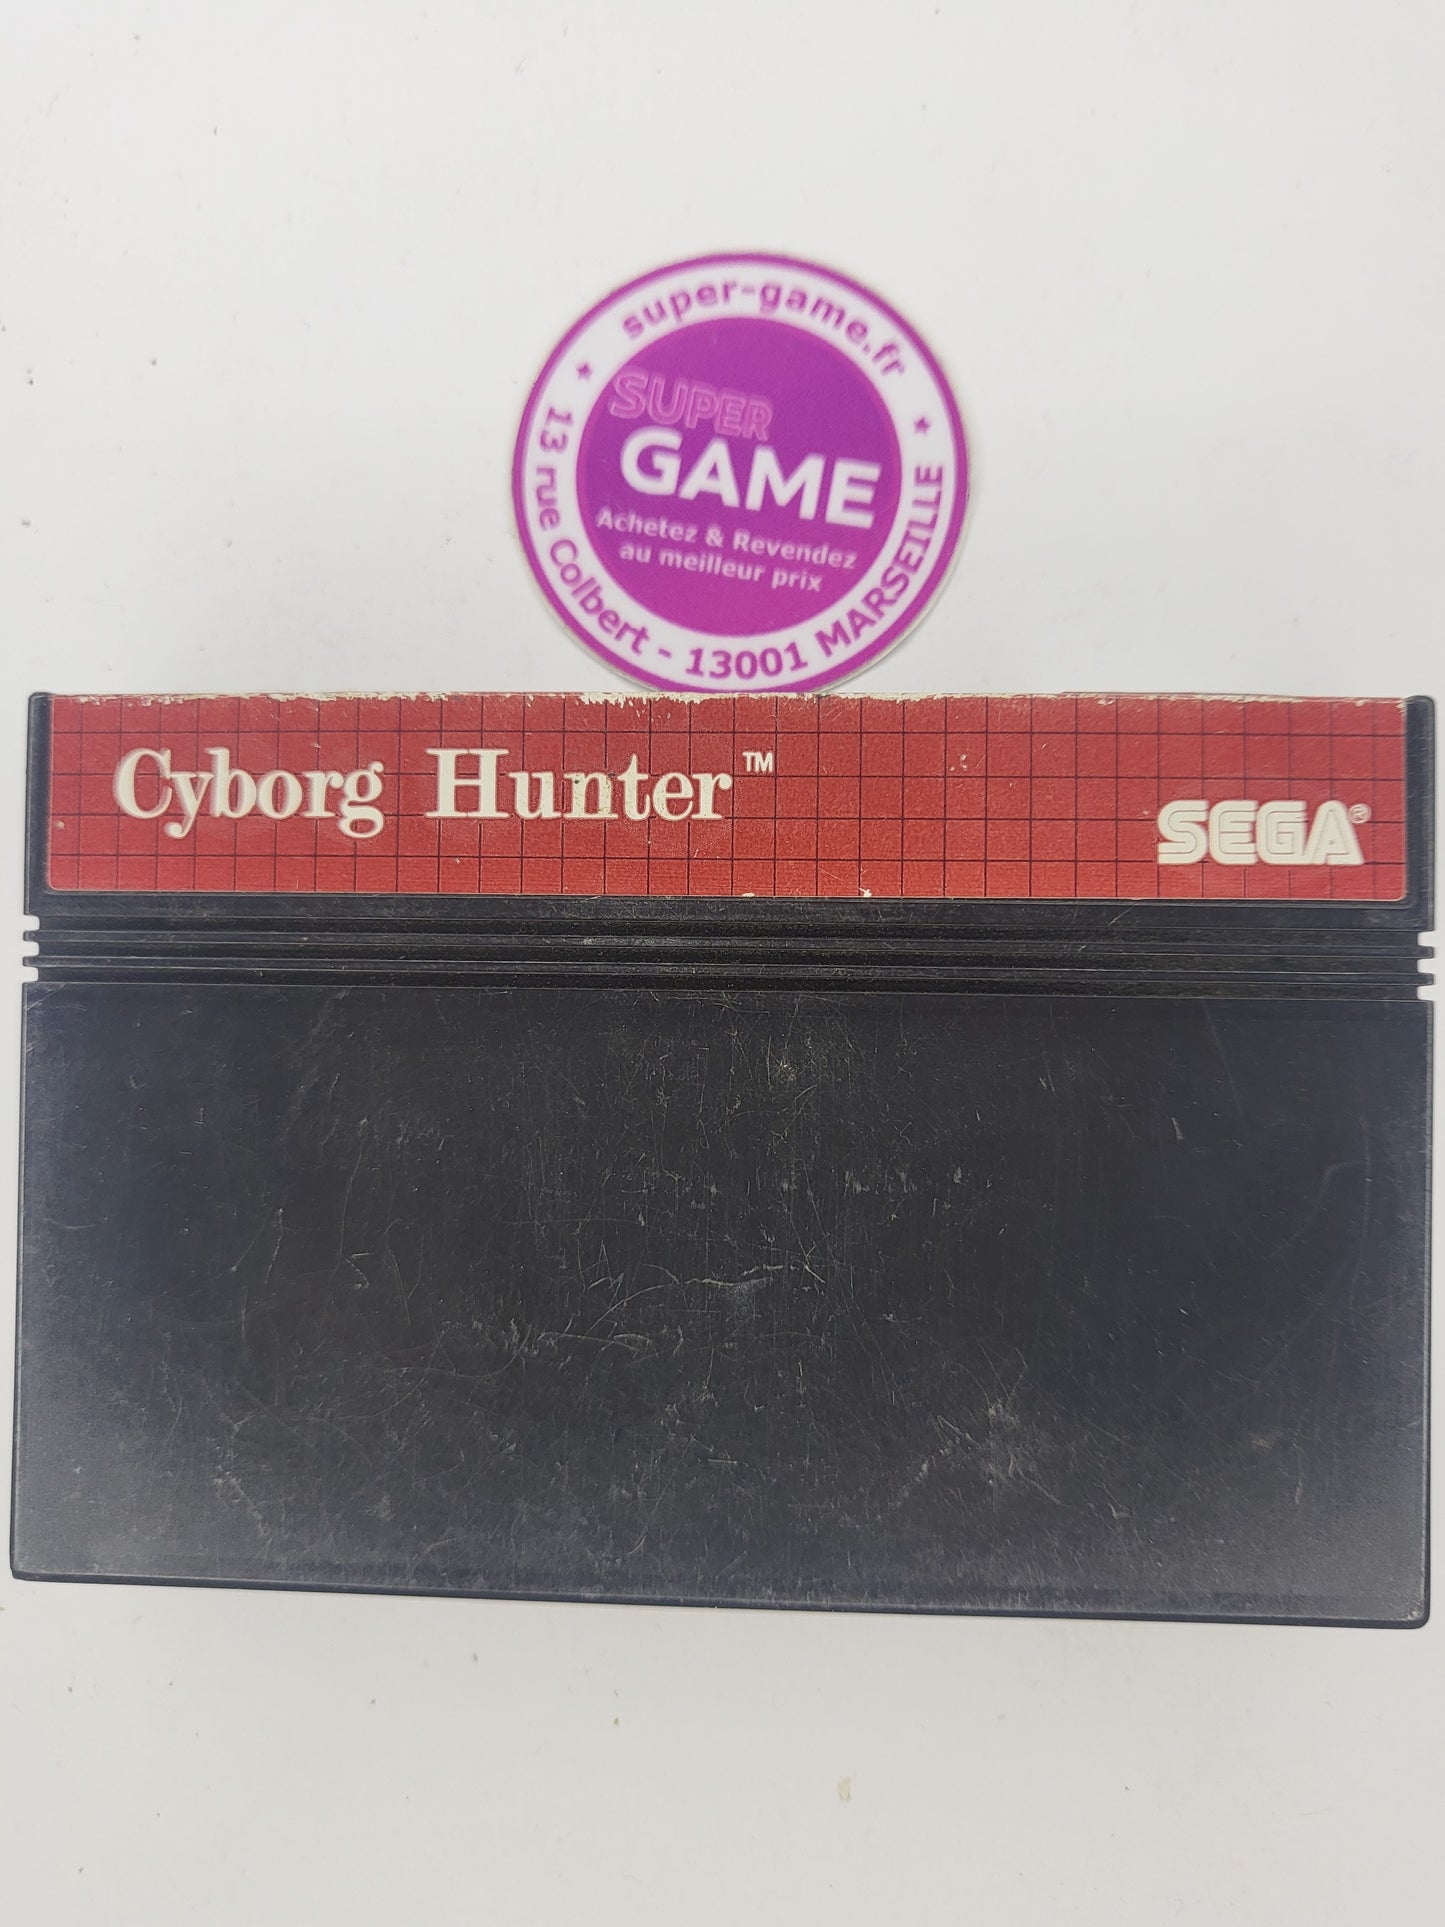 super-game.fr
SUPER
GAME
Achetez & Revendez
au meilleur prix
★ 13 rue Colbert - 13001 MARSEILLE ★
Cyborg Hunter™
SEGA®